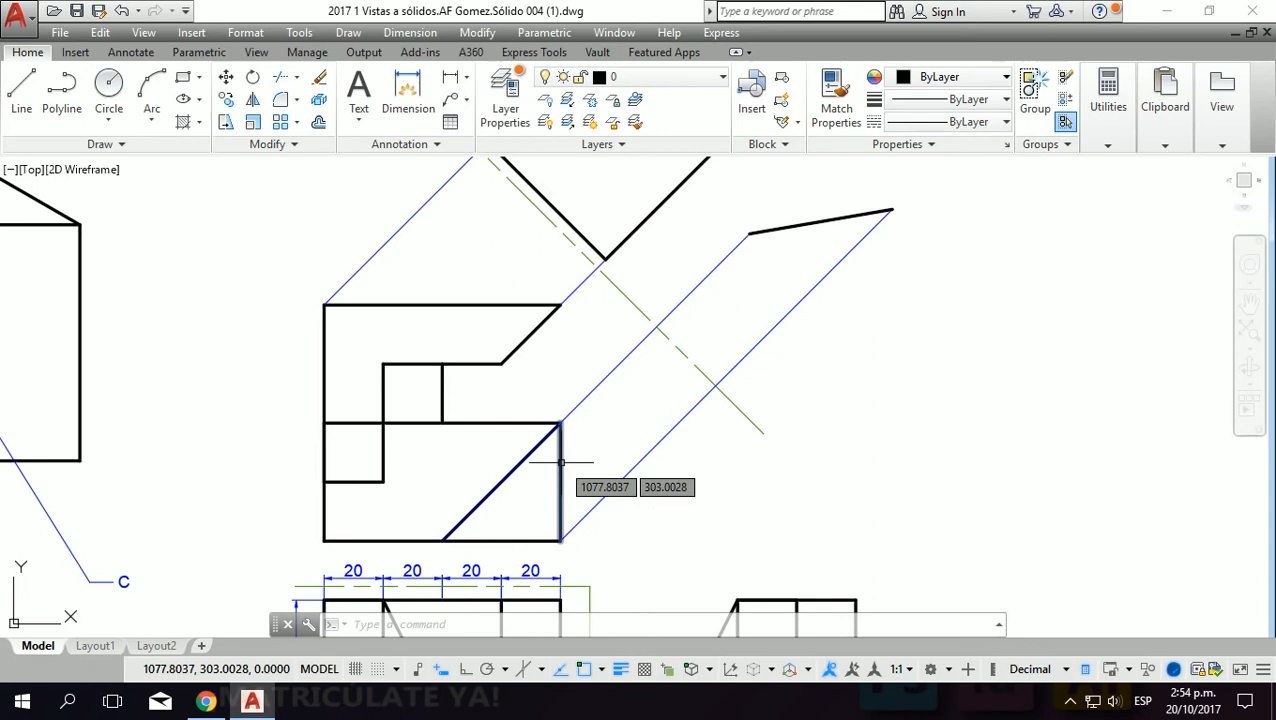 2017 1 Vistas a sólidos.AF Gomez.Sólido 004 (1).dwg
Type a keyword or phrase
Sign In
File Edit View Insert Format Tools Draw Dimension Modify Parametric Window Help Express
Home Insert Annotate Parametric View Manage Output Add-ins A360 Express Tools Vault Featured Apps
0
ByLayer
ByLayer
ByLayer
Line Polyline Circle Arc Text Dimension Layer Properties Insert Match Properties Group Utilities Clipboard View
Draw Modify Annotation Layers Block Properties Groups
[−][Top][2D Wireframe]
1077.8037 303.0028
20 20 20 20
C
Y
X
Type a command
Model Layout1 Layout2
1077.8037, 303.0028, 0.0000 MODEL 1:1 Decimal
MATRICULATE YA!
ESP
2:54 p.m.
20/10/2017